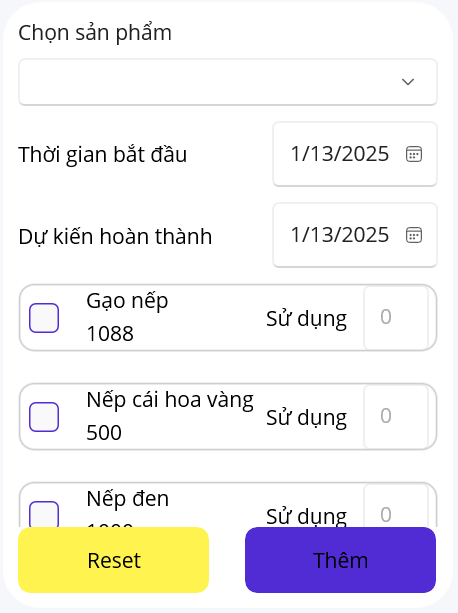 Chọn sản phẩm
Thời gian bắt đầu 1/13/2025
Dự kiến hoàn thành 1/13/2025
Gạo nếp
1088
Sử dụng 0
Nếp cái hoa vàng
500
Sử dụng 0
Nếp đen
Sử dụng 0
Reset Thêm